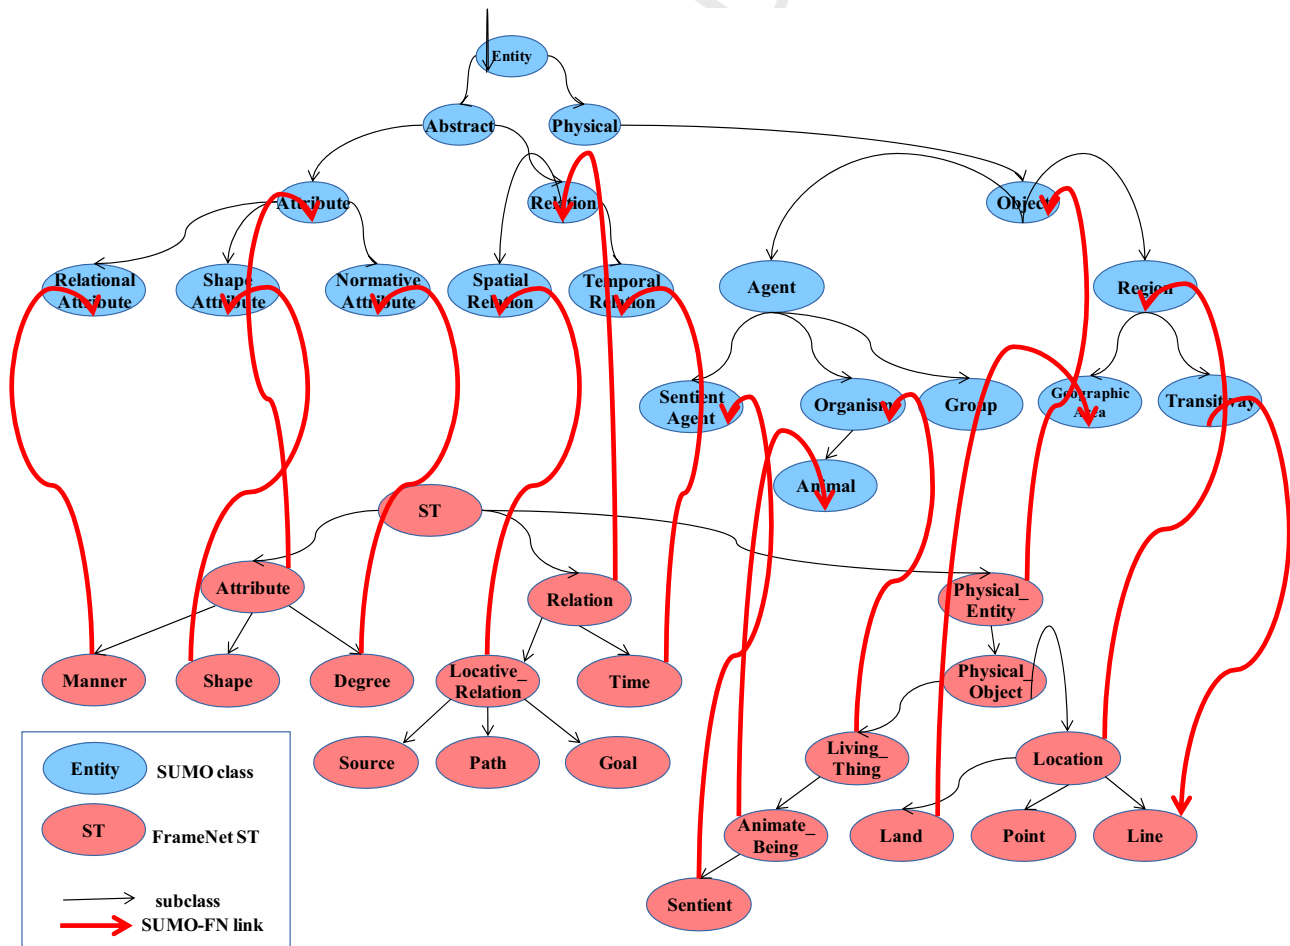 Entity
Abstract
Physical
Attribute
Relation
Object
Relational
Attribute
Shape
Attribute
Normative
Attribute
Spatial
Relation
Temporal
Relation
Agent
Region
Sentient
Agent
Organism
Group
Geographic
Area
Transitway
Animal
ST
Attribute
Relation
Physical_
Entity
Manner
Shape
Degree
Locative_
Relation
Time
Physical_
Object
Source
Path
Goal
Living_
Thing
Location
Animate_
Being
Land
Point
Line
Sentient
Entity
SUMO class
ST
FrameNet ST
subclass
SUMO-FN link